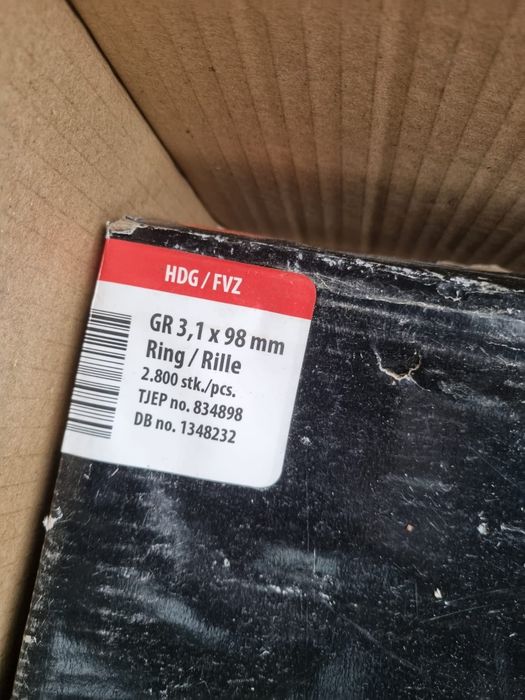 HDG / FVZ
GR 3,1 x 98 mm
Ring / Rille
2.800 stk./pcs.
TJEP no. 834898
DB no. 1348232